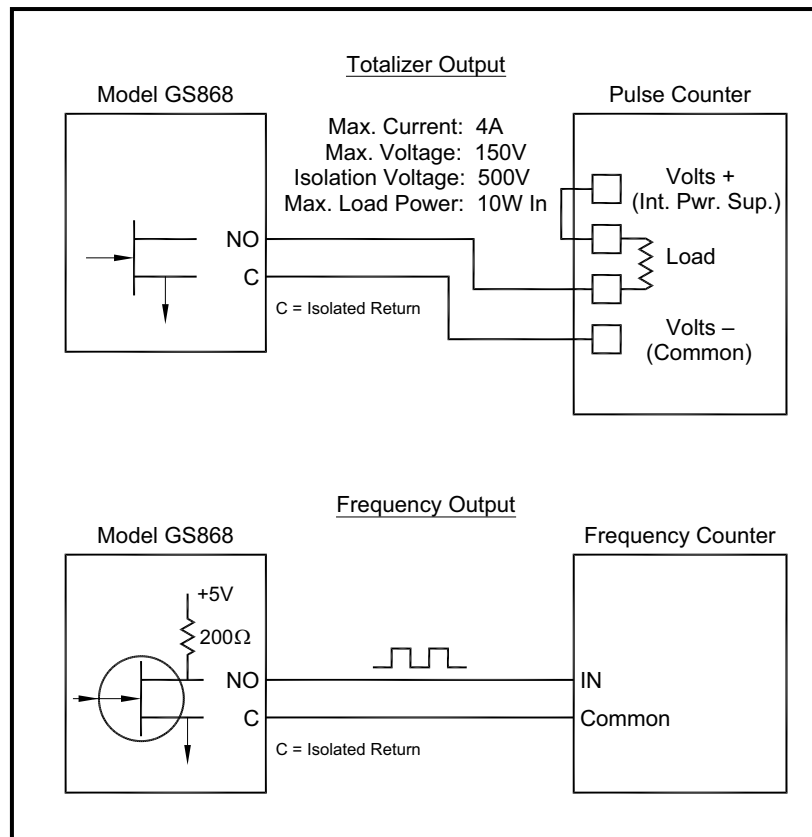 Totalizer Output
Model GS868
Pulse Counter
Max. Current: 4A
Max. Voltage: 150V
Isolation Voltage: 500V
Max. Load Power: 10W In
NO
C
C = Isolated Return
Volts +
(Int. Pwr. Sup.)
Load
Volts –
(Common)
Frequency Output
Model GS868
Frequency Counter
+5V
200Ω
NO
C
C = Isolated Return
IN
Common